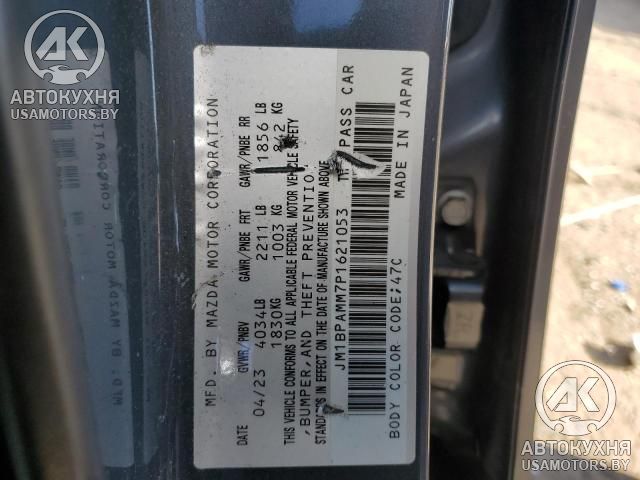 MFD. BY MAZDA MOTOR CORPORATION
DATE GVWR/PNBV GAWR/PNBE FRT GAWR/PNBE RR
04/23 4034LB 2211 LB 1856 LB
1830KG 1003 KG 842 KG
THIS VEHICLE CONFORMS TO ALL APPLICABLE FEDERAL MOTOR VEHICLE SAFETY
,BUMPER,AND THEFT PREVENTIO
STANDARDS IN EFFECT ON THE DATE OF MANUFACTURE SHOWN ABOVE.
JM1BPAMM7P1621053 PASS CAR
BODY COLOR CODE;47C MADE IN JAPAN
AK
АВТОКУХНЯ
USAMOTORS.BY
AK
АВТОКУХНЯ
USAMOTORS.BY